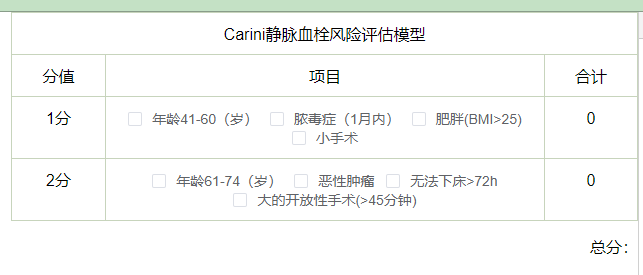 Carini静脉血栓风险评估模型
分值 项目 合计
1分 年龄41-60（岁） 脓毒症（1月内） 肥胖(BMI>25) 0
小手术
2分 年龄61-74（岁） 恶性肿瘤 无法下床>72h 0
大的开放性手术(>45分钟)
总分：